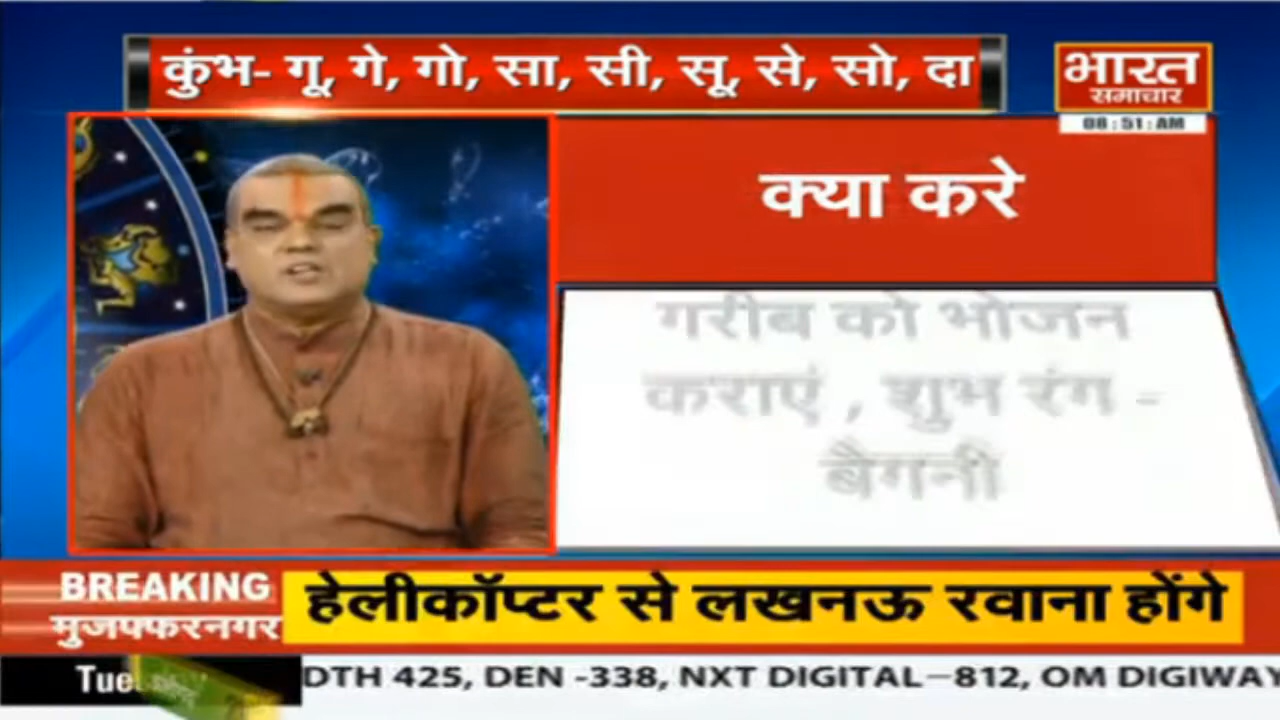 कुंभ- गू, गे, गो, सा, सी, सू, से, सो, दा
भारत
समाचार
08:51:AM
क्या करे
गरीब को भोजन
कराएं , शुभ रंग -
बैगनी
BREAKING
मुजफ्फरनगर
हेलीकॉप्टर से लखनऊ रवाना होंगे
Tue
DTH 425, DEN -338, NXT DIGITAL–812, OM DIGIWAY